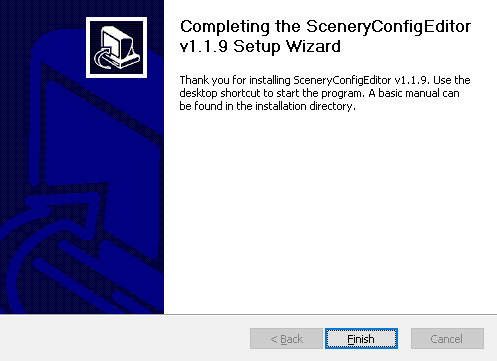 Completing the SceneryConfigEditor
v1.1.9 Setup Wizard
Thank you for installing SceneryConfigEditor v1.1.9. Use the
desktop shortcut to start the program. A basic manual can
be found in the installation directory.
< Back
Finish
Cancel